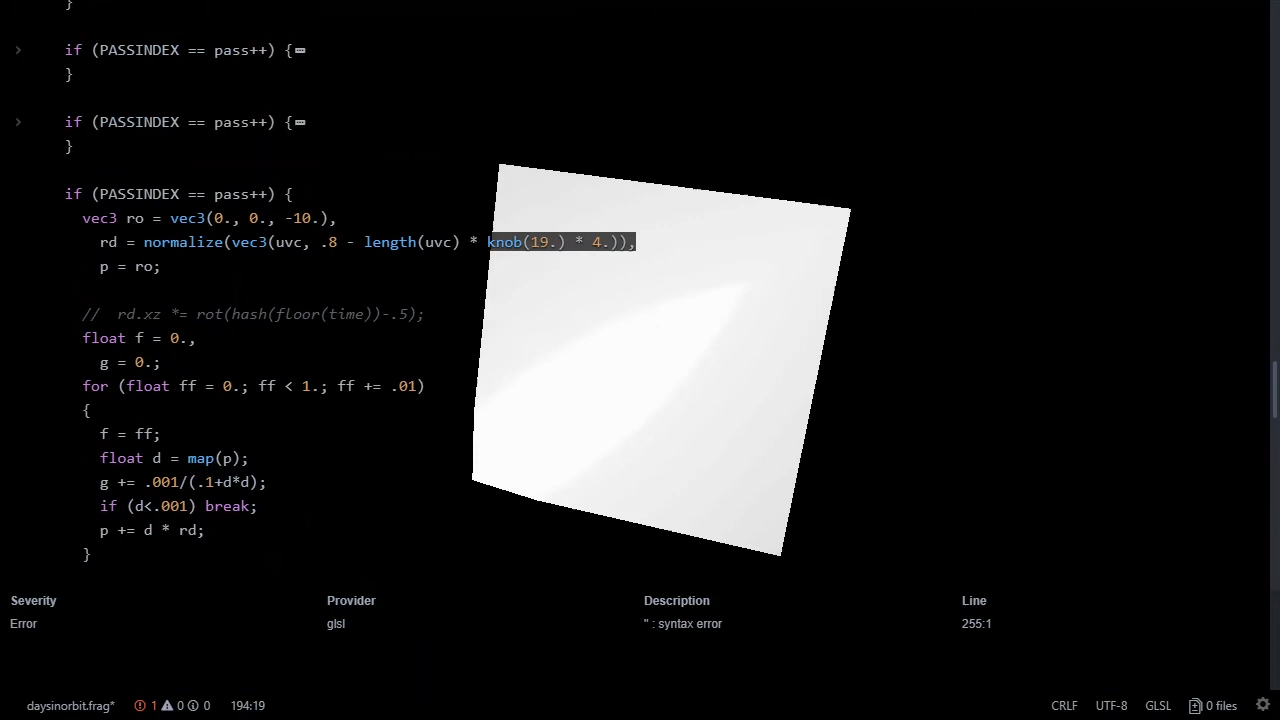 }
if (PASSINDEX == pass++) {
}
if (PASSINDEX == pass++) {
}
if (PASSINDEX == pass++) {
vec3 ro = vec3(0., 0., -10.),
rd = normalize(vec3(uvc, .8 - length(uvc) * knob(19.) * 4.)),
p = ro;
//  rd.xz *= rot(hash(floor(time))-.5);
float f = 0.,
g = 0.;
for (float ff = 0.; ff < 1.; ff += .01)
{
f = ff;
float d = map(p);
g += .001/(.1+d*d);
if (d<.001) break;
p += d * rd;
}
Severity Provider Description Line
Error glsl '' : syntax error 255:1
daysinorbit.frag* 1 0 0 194:19 CRLF UTF-8 GLSL 0 files